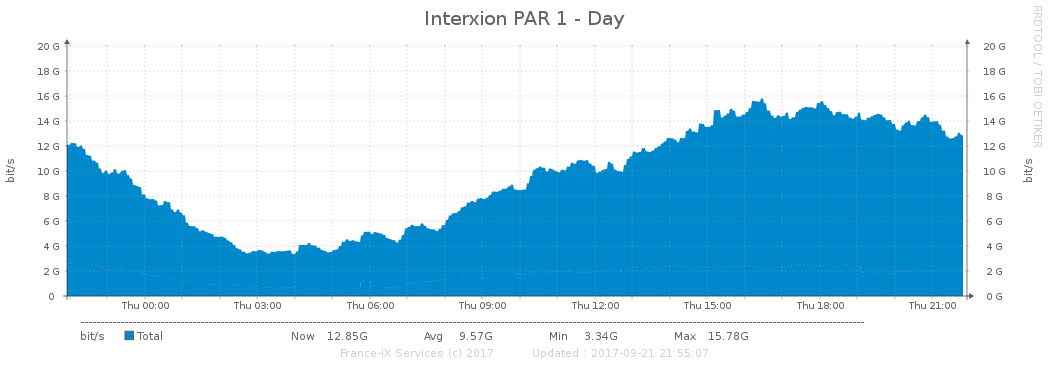 Interxion PAR 1 - Day
RRDTOOL / TOBI OETIKER
20 G 20 G
18 G 18 G
16 G 16 G
14 G 14 G
12 G 12 G
10 G 10 G
8 G 8 G
6 G 6 G
4 G 4 G
2 G 2 G
0 0 G
bit/s
bit/s
Thu 00:00 Thu 03:00 Thu 06:00 Thu 09:00 Thu 12:00 Thu 15:00 Thu 18:00 Thu 21:00
bit/s Total Now 12.85G Avg 9.57G Min 3.34G Max 15.78G
France-IX Services (c) 2017 Updated : 2017-09-21 21:55:07